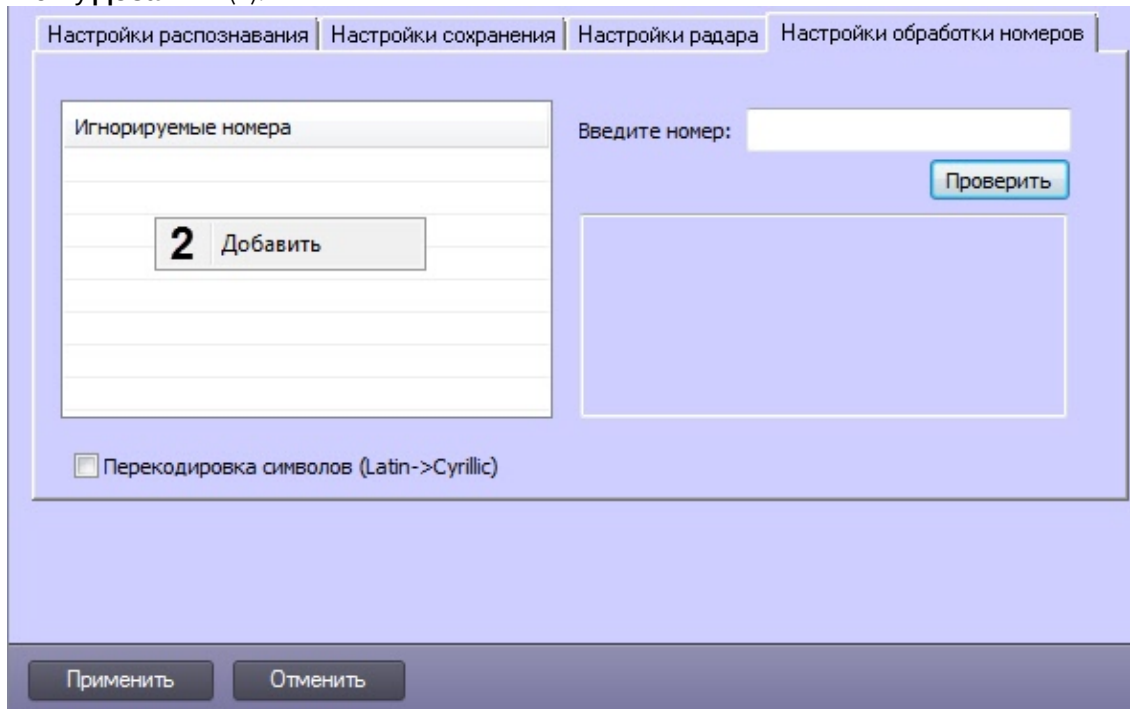 Настройки распознавания Настройки сохранения Настройки радара Настройки обработки номеров
Игнорируемые номера
Введите номер:
Проверить
2 Добавить
Перекодировка символов (Latin->Cyrillic)
Применить Отменить